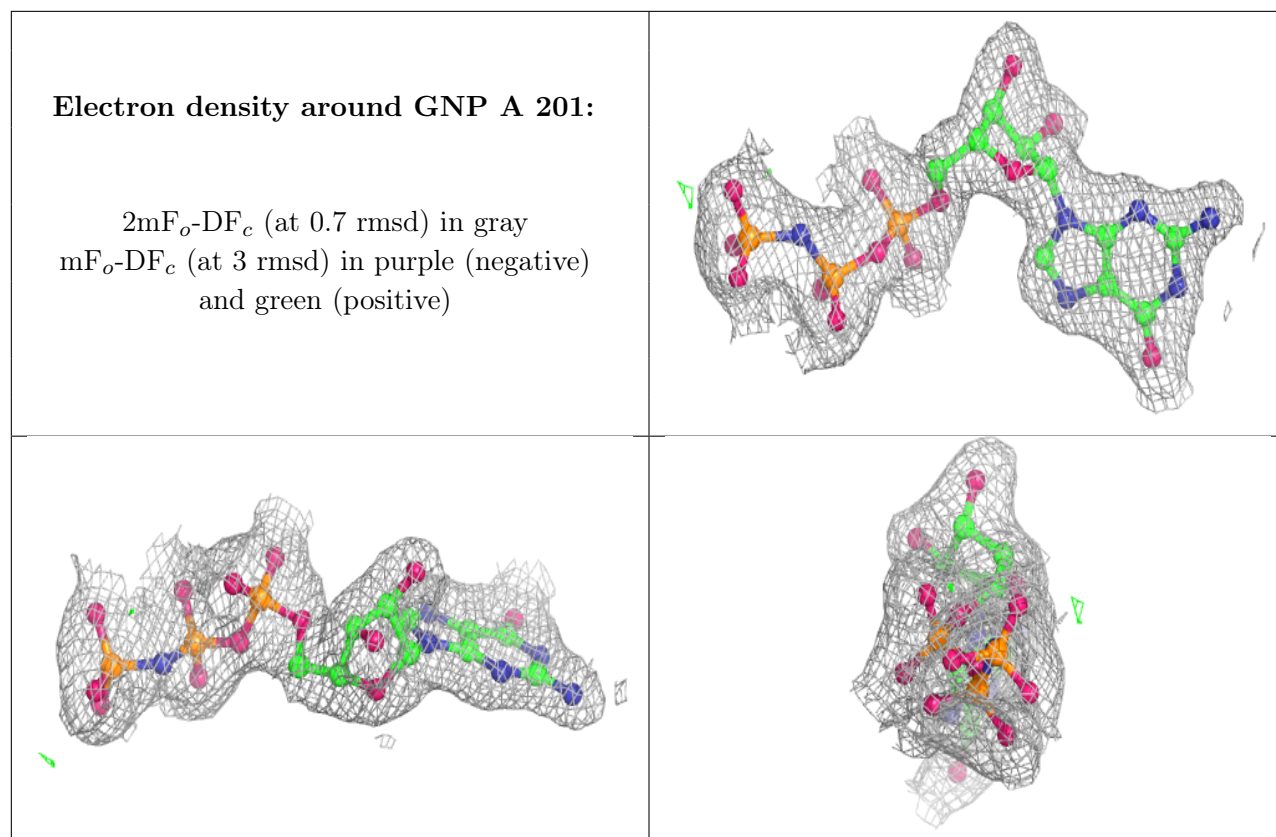 Electron density around GNP A 201:
2mFₒ-DF𝒸 (at 0.7 rmsd) in gray
mFₒ-DF𝒸 (at 3 rmsd) in purple (negative)
and green (positive)